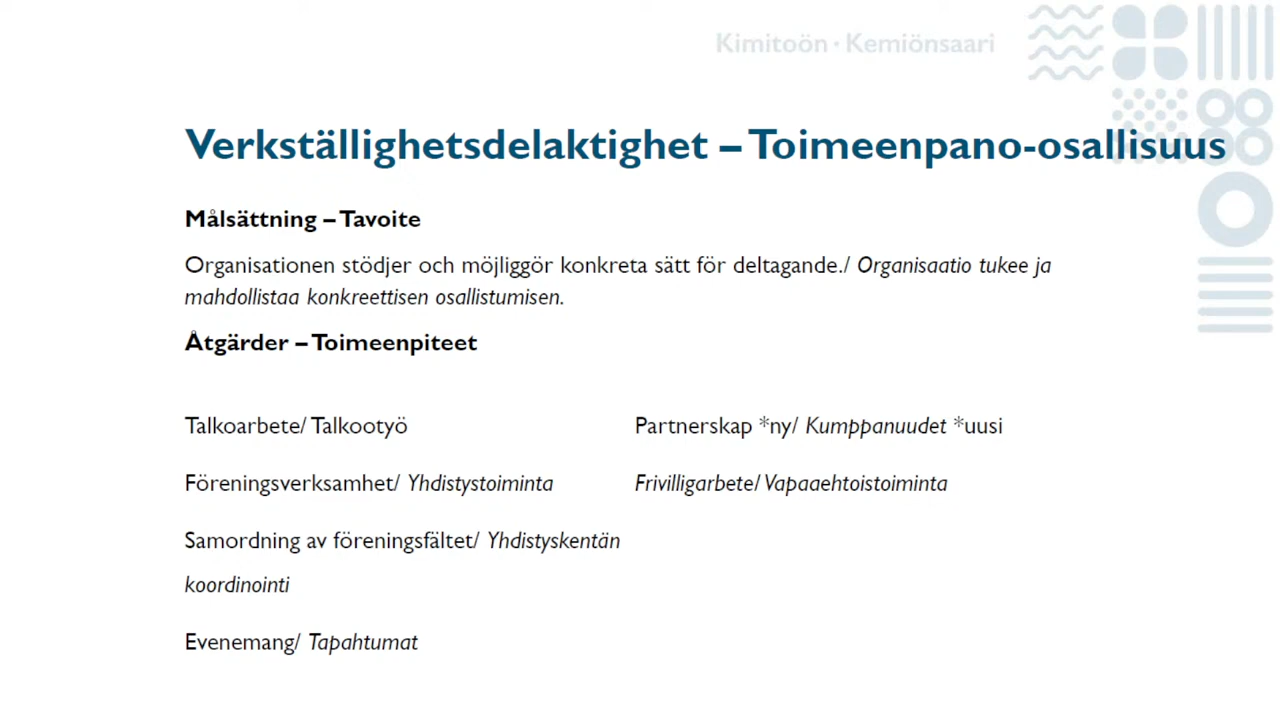 Kimitoön · Kemiönsaari
Verkställighetsdelaktighet – Toimeenpano-osallisuus
Målsättning – Tavoite
Organisationen stödjer och möjliggör konkreta sätt för deltagande./ Organisaatio tukee ja
mahdollistaa konkreettisen osallistumisen.
Åtgärder – Toimeenpiteet
Talkoarbete/ Talkootyö
Föreningsverksamhet/ Yhdistystoiminta
Samordning av föreningsfältet/ Yhdistyskentän
koordinointi
Evenemang/ Tapahtumat
Partnerskap *ny/ Kumppanuudet *uusi
Frivilligarbete/ Vapaaehtoistoiminta